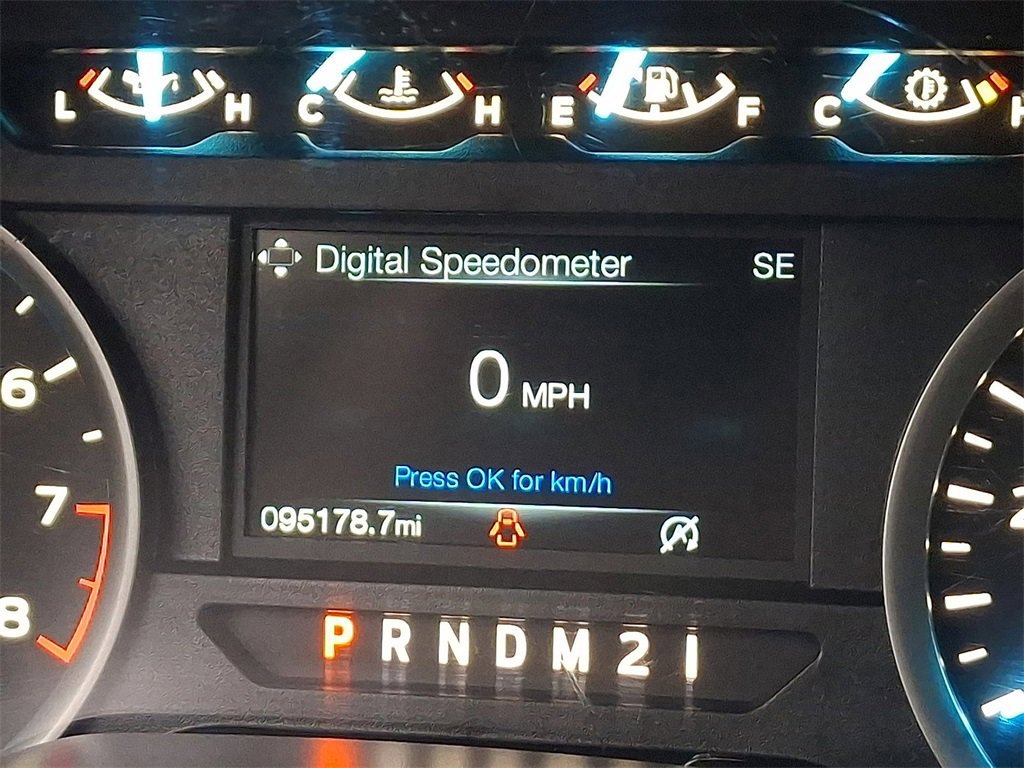 L H C H E F C H
Digital Speedometer SE
0 MPH
Press OK for km/h
095178.7mi
6
7
8
P R N D M 2 1